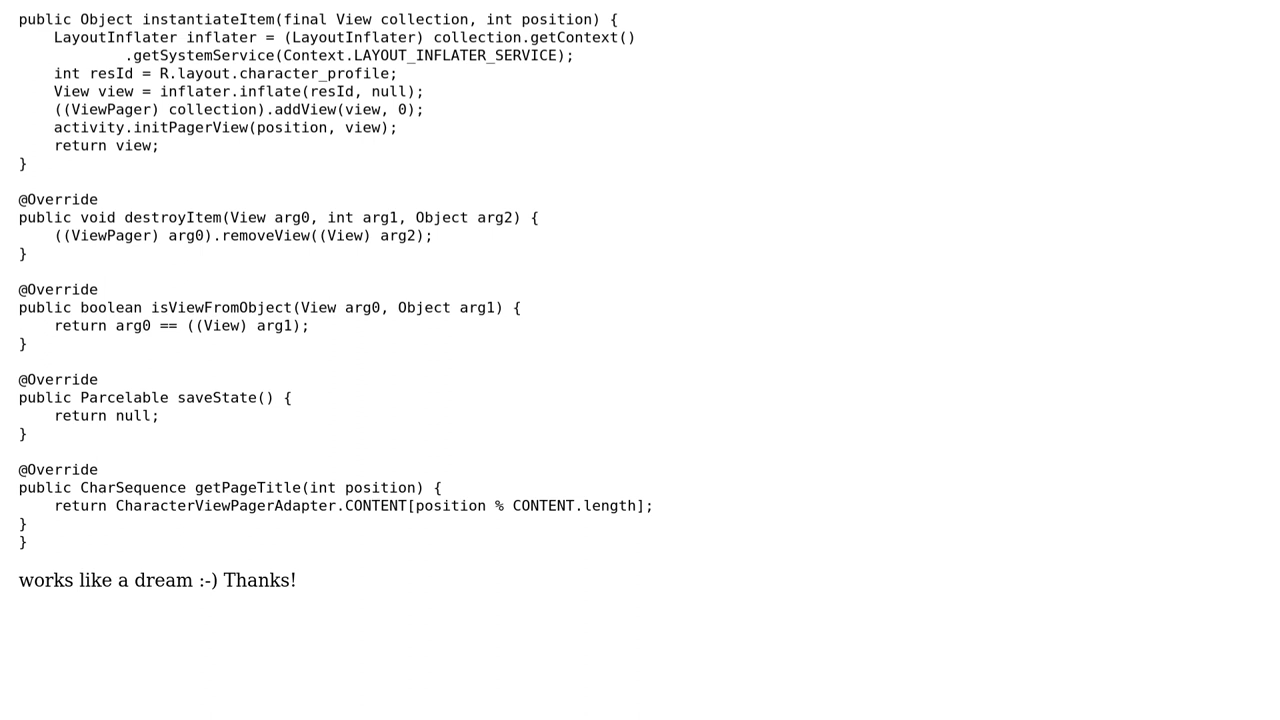 public Object instantiateItem(final View collection, int position) {
    LayoutInflater inflater = (LayoutInflater) collection.getContext()
            .getSystemService(Context.LAYOUT_INFLATER_SERVICE);
    int resId = R.layout.character_profile;
    View view = inflater.inflate(resId, null);
    ((ViewPager) collection).addView(view, 0);
    activity.initPagerView(position, view);
    return view;
}

@Override
public void destroyItem(View arg0, int arg1, Object arg2) {
    ((ViewPager) arg0).removeView((View) arg2);
}

@Override
public boolean isViewFromObject(View arg0, Object arg1) {
    return arg0 == ((View) arg1);
}

@Override
public Parcelable saveState() {
    return null;
}

@Override
public CharSequence getPageTitle(int position) {
    return CharacterViewPagerAdapter.CONTENT[position % CONTENT.length];
}
}
works like a dream :-) Thanks!